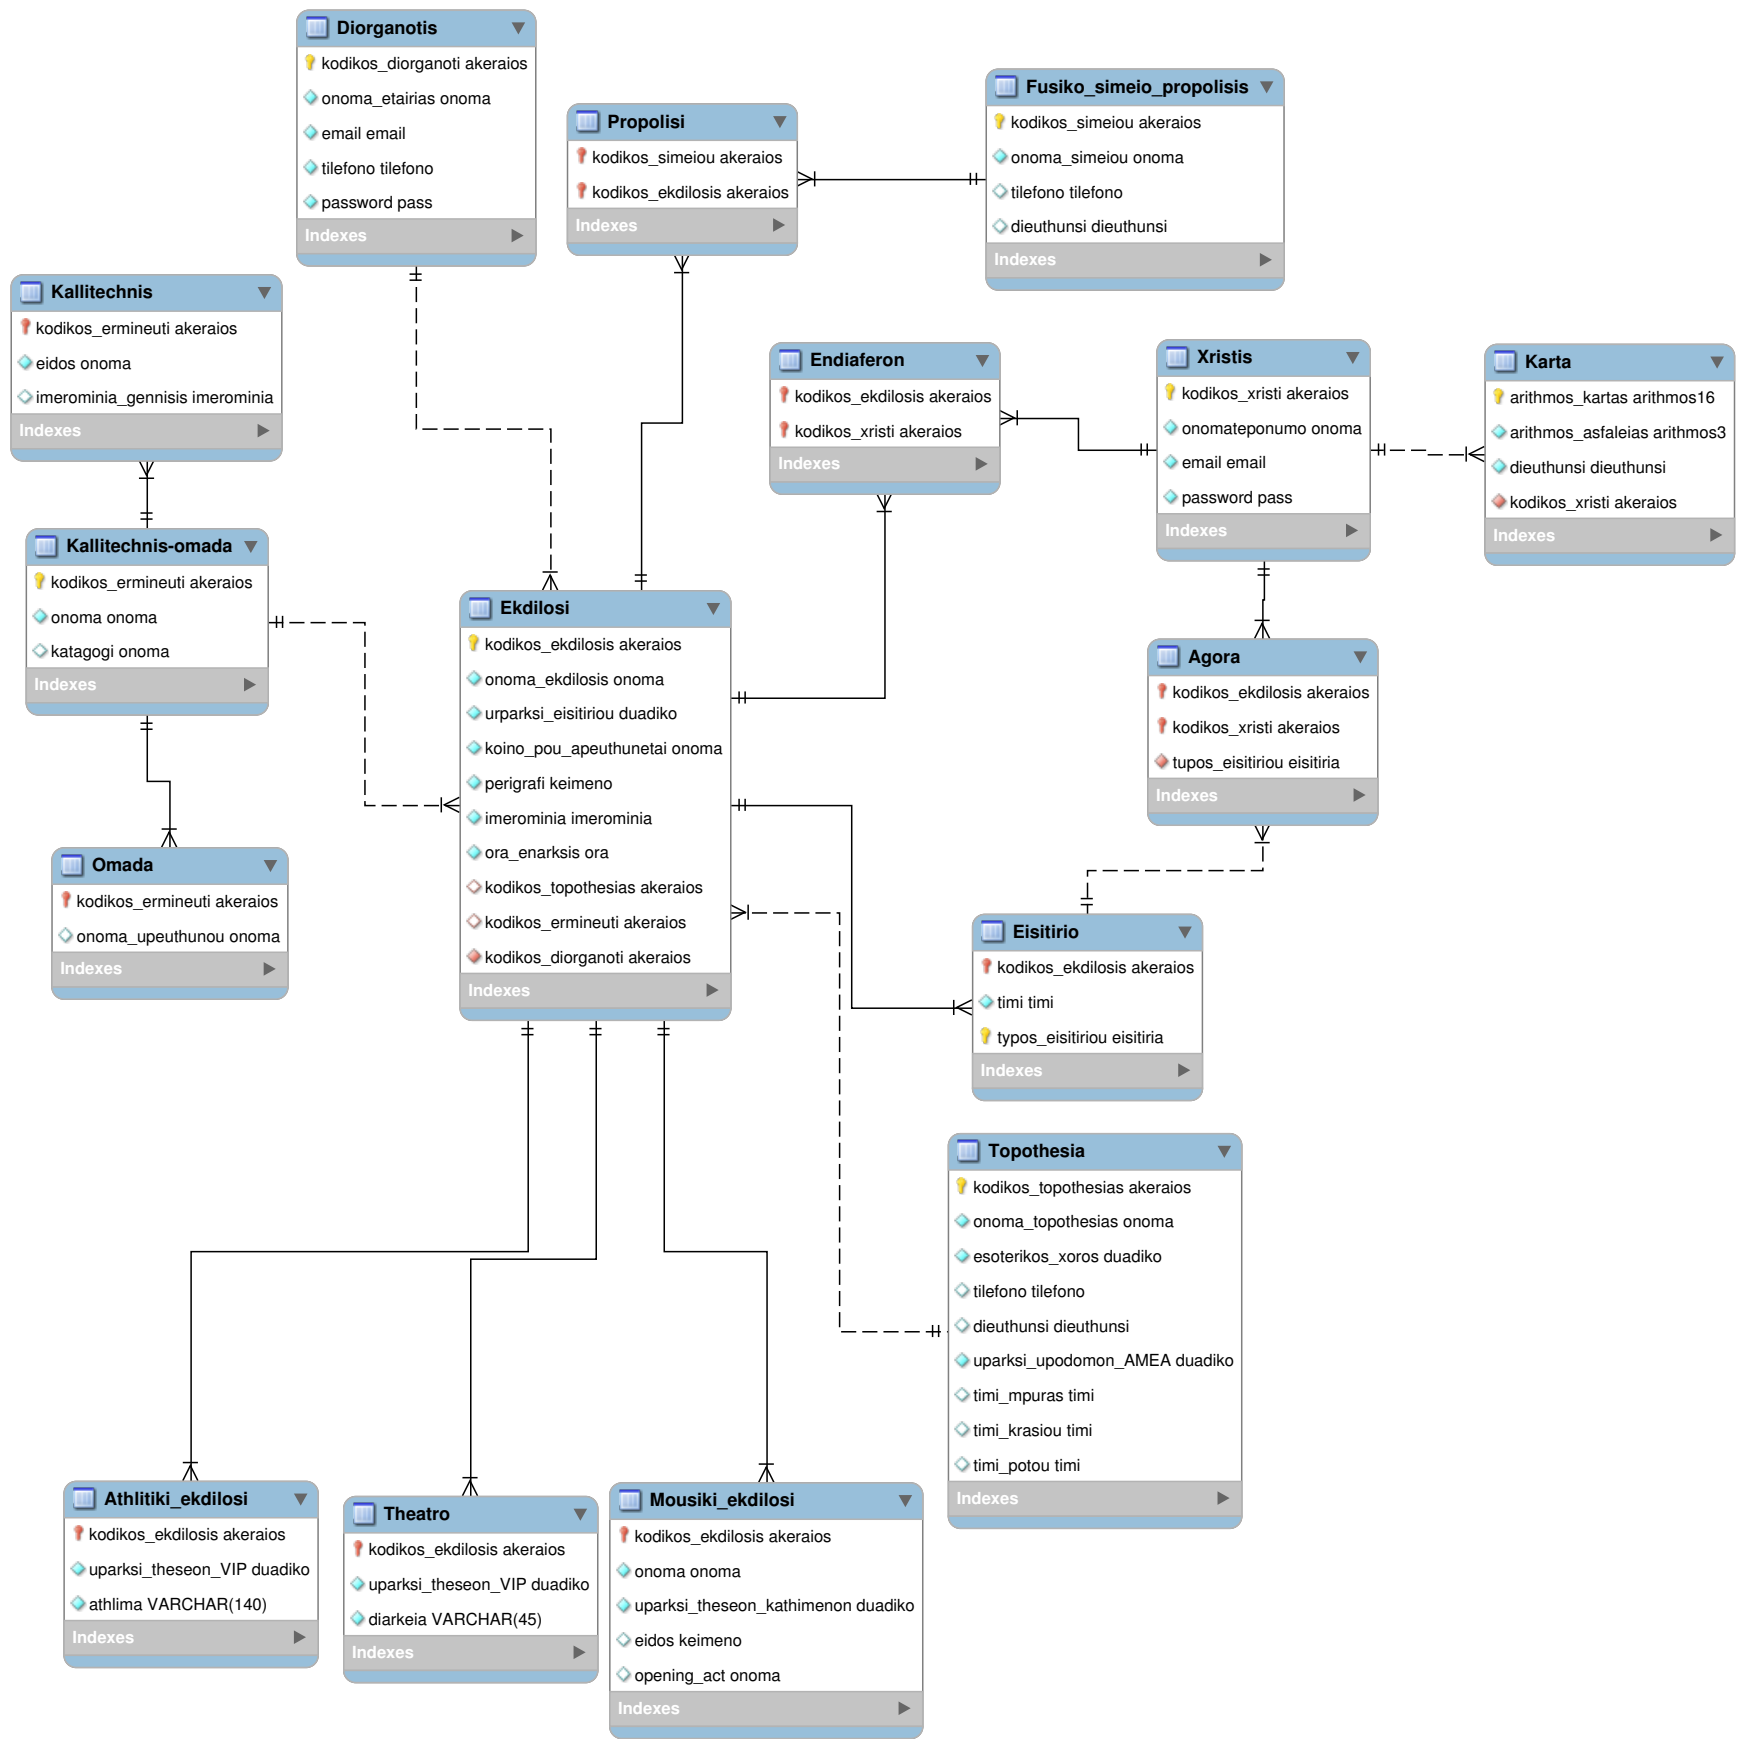 Diorganotis
kodikos_diorganoti akeraios
onoma_etairias onoma
email email
tilefono tilefono
password pass
Indexes
Propolisi
kodikos_simeiou akeraios
kodikos_ekdilosis akeraios
Indexes
Fusiko_simeio_propolisis
kodikos_simeiou akeraios
onoma_simeiou onoma
tilefono tilefono
dieuthunsi dieuthunsi
Indexes
Kallitechnis
kodikos_ermineuti akeraios
eidos onoma
imerominia_gennisis imerominia
Indexes
Endiaferon
kodikos_ekdilosis akeraios
kodikos_xristi akeraios
Indexes
Xristis
kodikos_xristi akeraios
onomateponumo onoma
email email
password pass
Indexes
Karta
arithmos_kartas arithmos16
arithmos_asfaleias arithmos3
dieuthunsi dieuthunsi
kodikos_xristi akeraios
Indexes
Kallitechnis-omada
kodikos_ermineuti akeraios
onoma onoma
katagogi onoma
Indexes
Ekdilosi
kodikos_ekdilosis akeraios
onoma_ekdilosis onoma
urparksi_eisitiriou duadiko
koino_pou_apeuthunetai onoma
perigrafi keimeno
imerominia imerominia
ora_enarksis ora
kodikos_topothesias akeraios
kodikos_ermineuti akeraios
kodikos_diorganoti akeraios
Indexes
Agora
kodikos_ekdilosis akeraios
kodikos_xristi akeraios
tupos_eisitiriou eisitiria
Indexes
Omada
kodikos_ermineuti akeraios
onoma_upeuthunou onoma
Indexes
Eisitirio
kodikos_ekdilosis akeraios
timi timi
typos_eisitiriou eisitiria
Indexes
Topothesia
kodikos_topothesias akeraios
onoma_topothesias onoma
esoterikos_xoros duadiko
tilefono tilefono
dieuthunsi dieuthunsi
uparksi_upodomon_AMEA duadiko
timi_mpuras timi
timi_krasiou timi
timi_potou timi
Indexes
Athlitiki_ekdilosi
kodikos_ekdilosis akeraios
uparksi_theseon_VIP duadiko
athlima VARCHAR(140)
Indexes
Theatro
kodikos_ekdilosis akeraios
uparksi_theseon_VIP duadiko
diarkeia VARCHAR(45)
Indexes
Mousiki_ekdilosi
kodikos_ekdilosis akeraios
onoma onoma
uparksi_theseon_kathimenon duadiko
eidos keimeno
opening_act onoma
Indexes